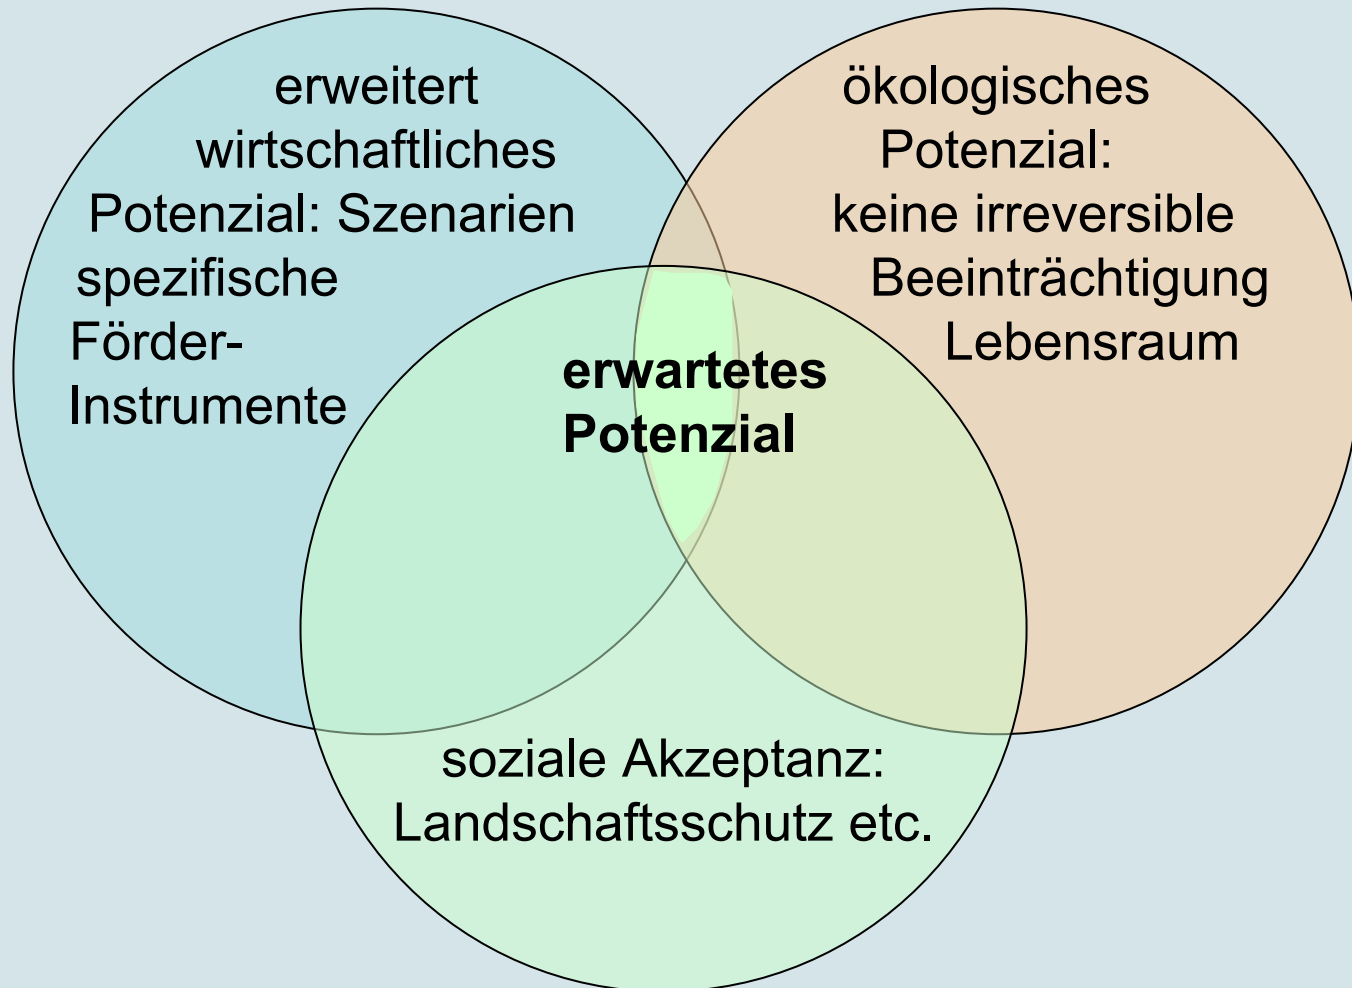 erweitert
wirtschaftliches
Potenzial: Szenarien
spezifische
Förder-
Instrumente
ökologisches
Potenzial:
keine irreversible
Beeinträchtigung
Lebensraum
erwartetes
Potenzial
soziale Akzeptanz:
Landschaftsschutz etc.